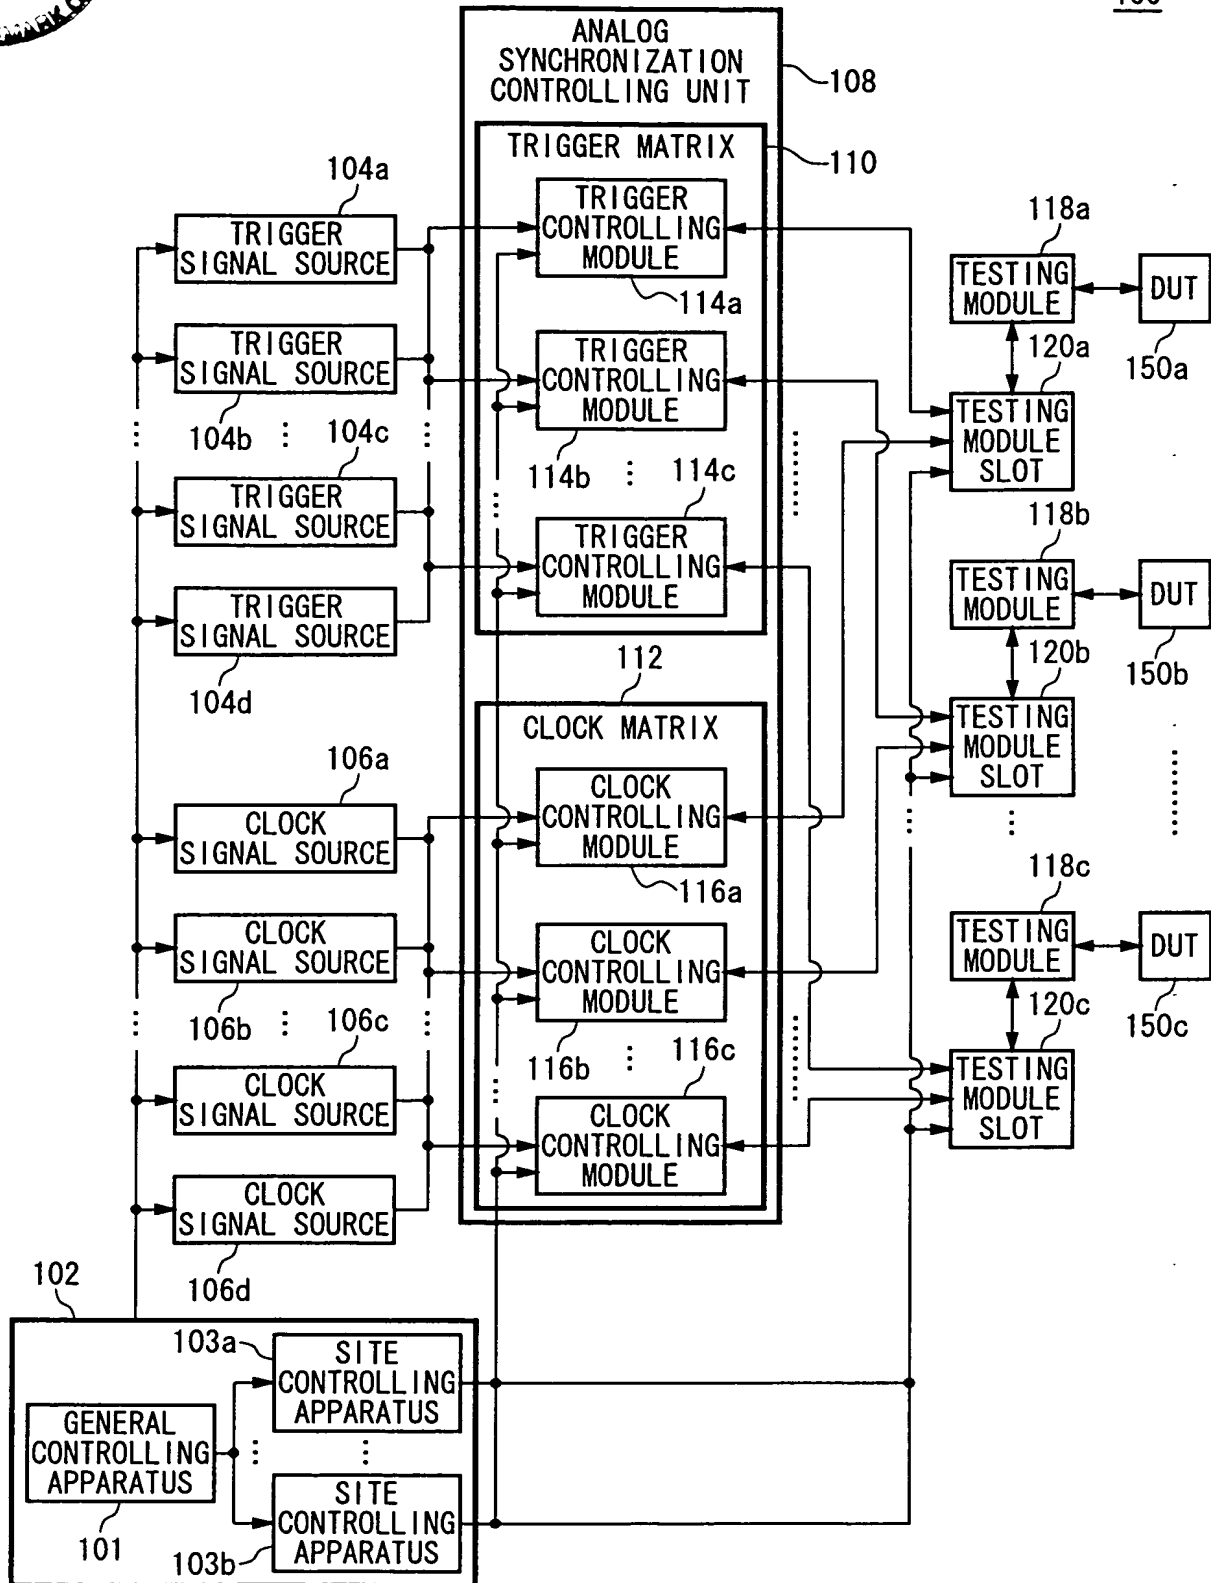 ANALOG
SYNCHRONIZATION
CONTROLLING UNIT
108
TRIGGER MATRIX
110
104a
TRIGGER
SIGNAL SOURCE
TRIGGER
CONTROLLING
MODULE
114a
118a
TESTING
MODULE
DUT
150a
TRIGGER
SIGNAL SOURCE
104b
104c
TRIGGER
CONTROLLING
MODULE
114b
114c
120a
TESTING
MODULE
SLOT
TRIGGER
SIGNAL SOURCE
TRIGGER
CONTROLLING
MODULE
118b
TESTING
MODULE
DUT
150b
TRIGGER
SIGNAL SOURCE
104d
112
CLOCK MATRIX
120b
TESTING
MODULE
SLOT
106a
CLOCK
SIGNAL SOURCE
CLOCK
CONTROLLING
MODULE
116a
118c
TESTING
MODULE
DUT
150c
CLOCK
SIGNAL SOURCE
106b
106c
CLOCK
CONTROLLING
MODULE
116b
116c
120c
TESTING
MODULE
SLOT
CLOCK
SIGNAL SOURCE
CLOCK
CONTROLLING
MODULE
CLOCK
SIGNAL SOURCE
106d
102
103a
SITE
CONTROLLING
APPARATUS
GENERAL
CONTROLLING
APPARATUS
101
SITE
CONTROLLING
APPARATUS
103b